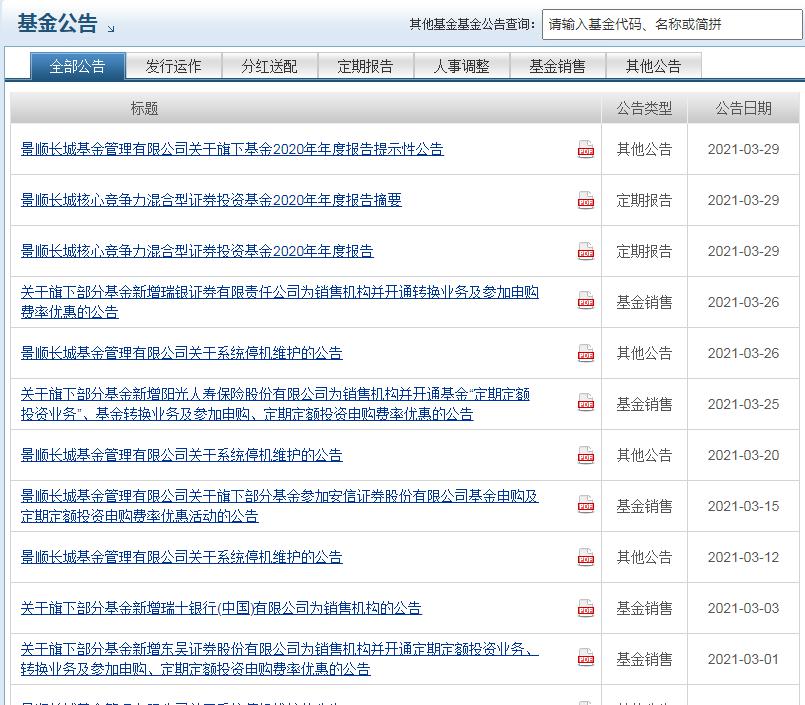 基金公告
其他基金基金公告查询：
请输入基金代码、名称或简拼
全部公告 发行运作 分红送配 定期报告 人事调整 基金销售 其他公告
标题 公告类型 公告日期
景顺长城基金管理有限公司关于旗下基金2020年年度报告提示性公告 PDF 其他公告 2021-03-29
景顺长城核心竞争力混合型证券投资基金2020年年度报告摘要 PDF 定期报告 2021-03-29
景顺长城核心竞争力混合型证券投资基金2020年年度报告 PDF 定期报告 2021-03-29
关于旗下部分基金新增瑞银证券有限责任公司为销售机构并开通转换业务及参加申购
费率优惠的公告 PDF 基金销售 2021-03-26
景顺长城基金管理有限公司关于系统停机维护的公告 PDF 其他公告 2021-03-26
关于旗下部分基金新增阳光人寿保险股份有限公司为销售机构并开通基金“定期定额
投资业务”、基金转换业务及参加申购、定期定额投资申购费率优惠的公告 PDF 基金销售 2021-03-25
景顺长城基金管理有限公司关于系统停机维护的公告 PDF 其他公告 2021-03-20
景顺长城基金管理有限公司关于旗下部分基金参加安信证券股份有限公司基金申购及
定期定额投资申购费率优惠活动的公告 PDF 基金销售 2021-03-15
景顺长城基金管理有限公司关于系统停机维护的公告 PDF 其他公告 2021-03-12
关于旗下部分基金新增瑞士银行(中国)有限公司为销售机构的公告 PDF 基金销售 2021-03-03
关于旗下部分基金新增东吴证券股份有限公司为销售机构并开通定期定额投资业务、
转换业务及参加申购、定期定额投资申购费率优惠的公告 PDF 基金销售 2021-03-01